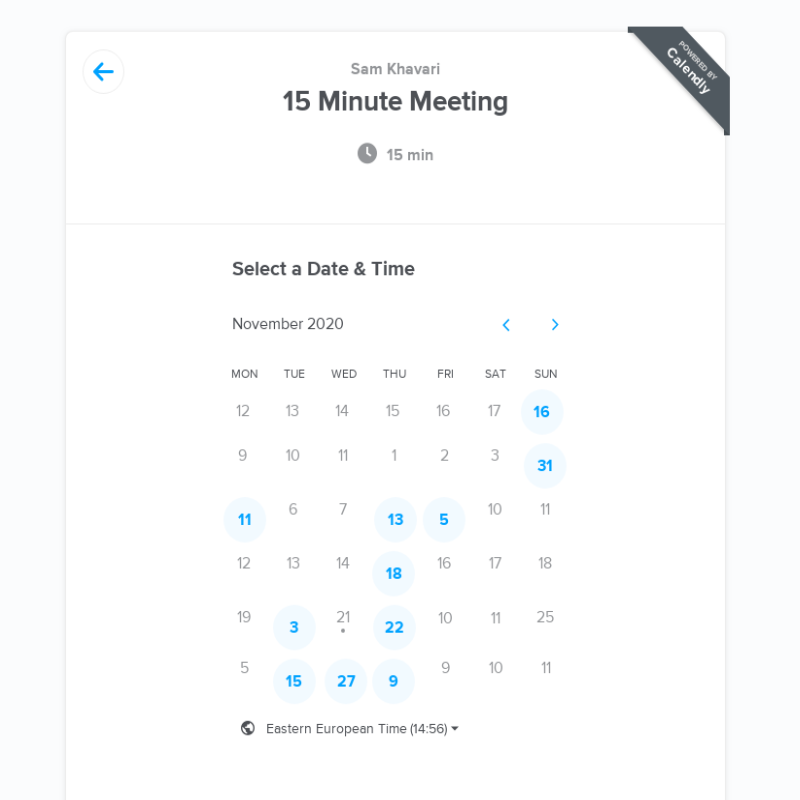 POWERED BY
Calendly
Sam Khavari
15 Minute Meeting
15 min
Select a Date & Time
November 2020
MON TUE WED THU FRI SAT SUN
12 13 14 15 16 17 16
9 10 11 1 2 3 31
11 6 7 13 5 10 11
12 13 14 18 16 17 18
19 3 21 22 10 11 25
5 15 27 9 9 10 11
Eastern European Time (14:56)